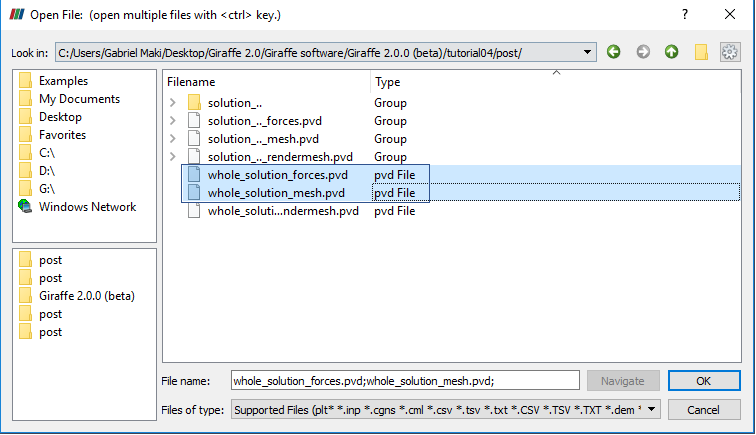 Open File: (open multiple files with <ctrl> key.)
? X
Look in: C:/Users/Gabriel Maki/Desktop/Giraffe 2.0/Giraffe software/Giraffe 2.0.0 (beta)/tutorial04/post/
Examples
My Documents
Desktop
Favorites
C:\
D:\
G:\
Windows Network
post
post
Giraffe 2.0.0 (beta)
post
post
Filename Type
solution_.. Group
solution_.._forces.pvd Group
solution_.._mesh.pvd Group
solution_.._rendermesh.pvd Group
whole_solution_forces.pvd pvd File
whole_solution_mesh.pvd pvd File
whole_soluti...ndermesh.pvd pvd File
File name: whole_solution_forces.pvd;whole_solution_mesh.pvd; Navigate OK
Files of type: Supported Files (plt* *.inp *.cgns *.cml *.csv *.tsv *.txt *.CSV *.TSV *.TXT *.dem * Cancel